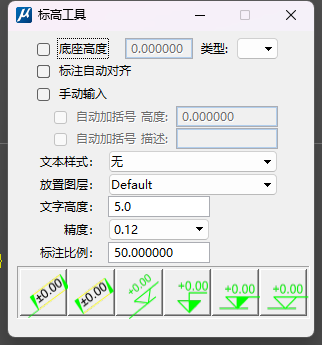 标高工具
底座高度 0.000000 类型:
标注自动对齐
手动输入
自动加括号 高度: 0.000000
自动加括号 描述:
文本样式: 无
放置图层: Default
文字高度: 5.0
精度: 0.12
标注比例: 50.000000
±0.00 ±0.00 +0.00 +0.00 +0.00 +0.00